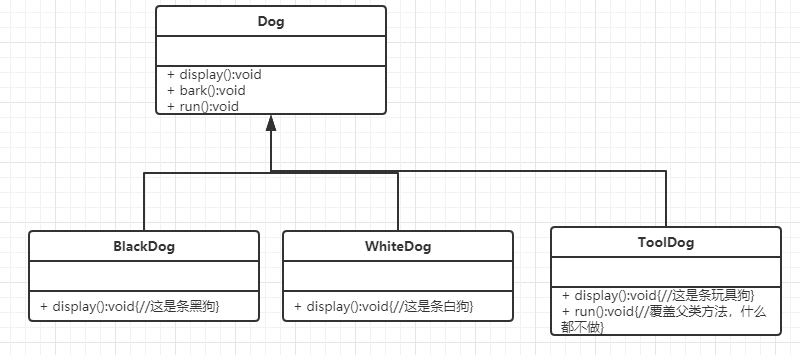 Dog
+ display():void
+ bark():void
+ run():void
BlackDog
+ display():void{//这是条黑狗}
WhiteDog
+ display():void{//这是条白狗}
ToolDog
+ display():void{//这是条玩具狗}
+ run():void{//覆盖父类方法，什么
都不做}